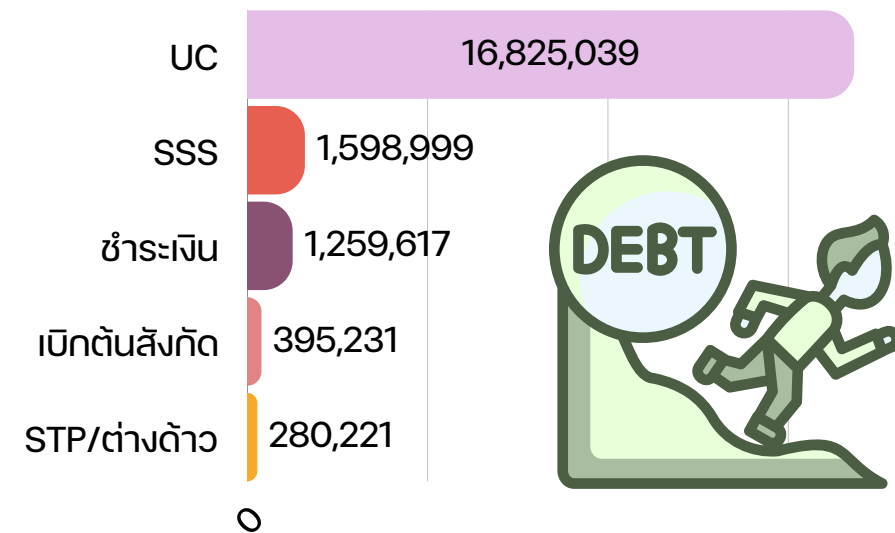 UC 16,825,039
SSS 1,598,999
ชำระเงิน 1,259,617
DEBT
เบิกต้นสังกัด 395,231
STP/ต่างด้าว 280,221
0